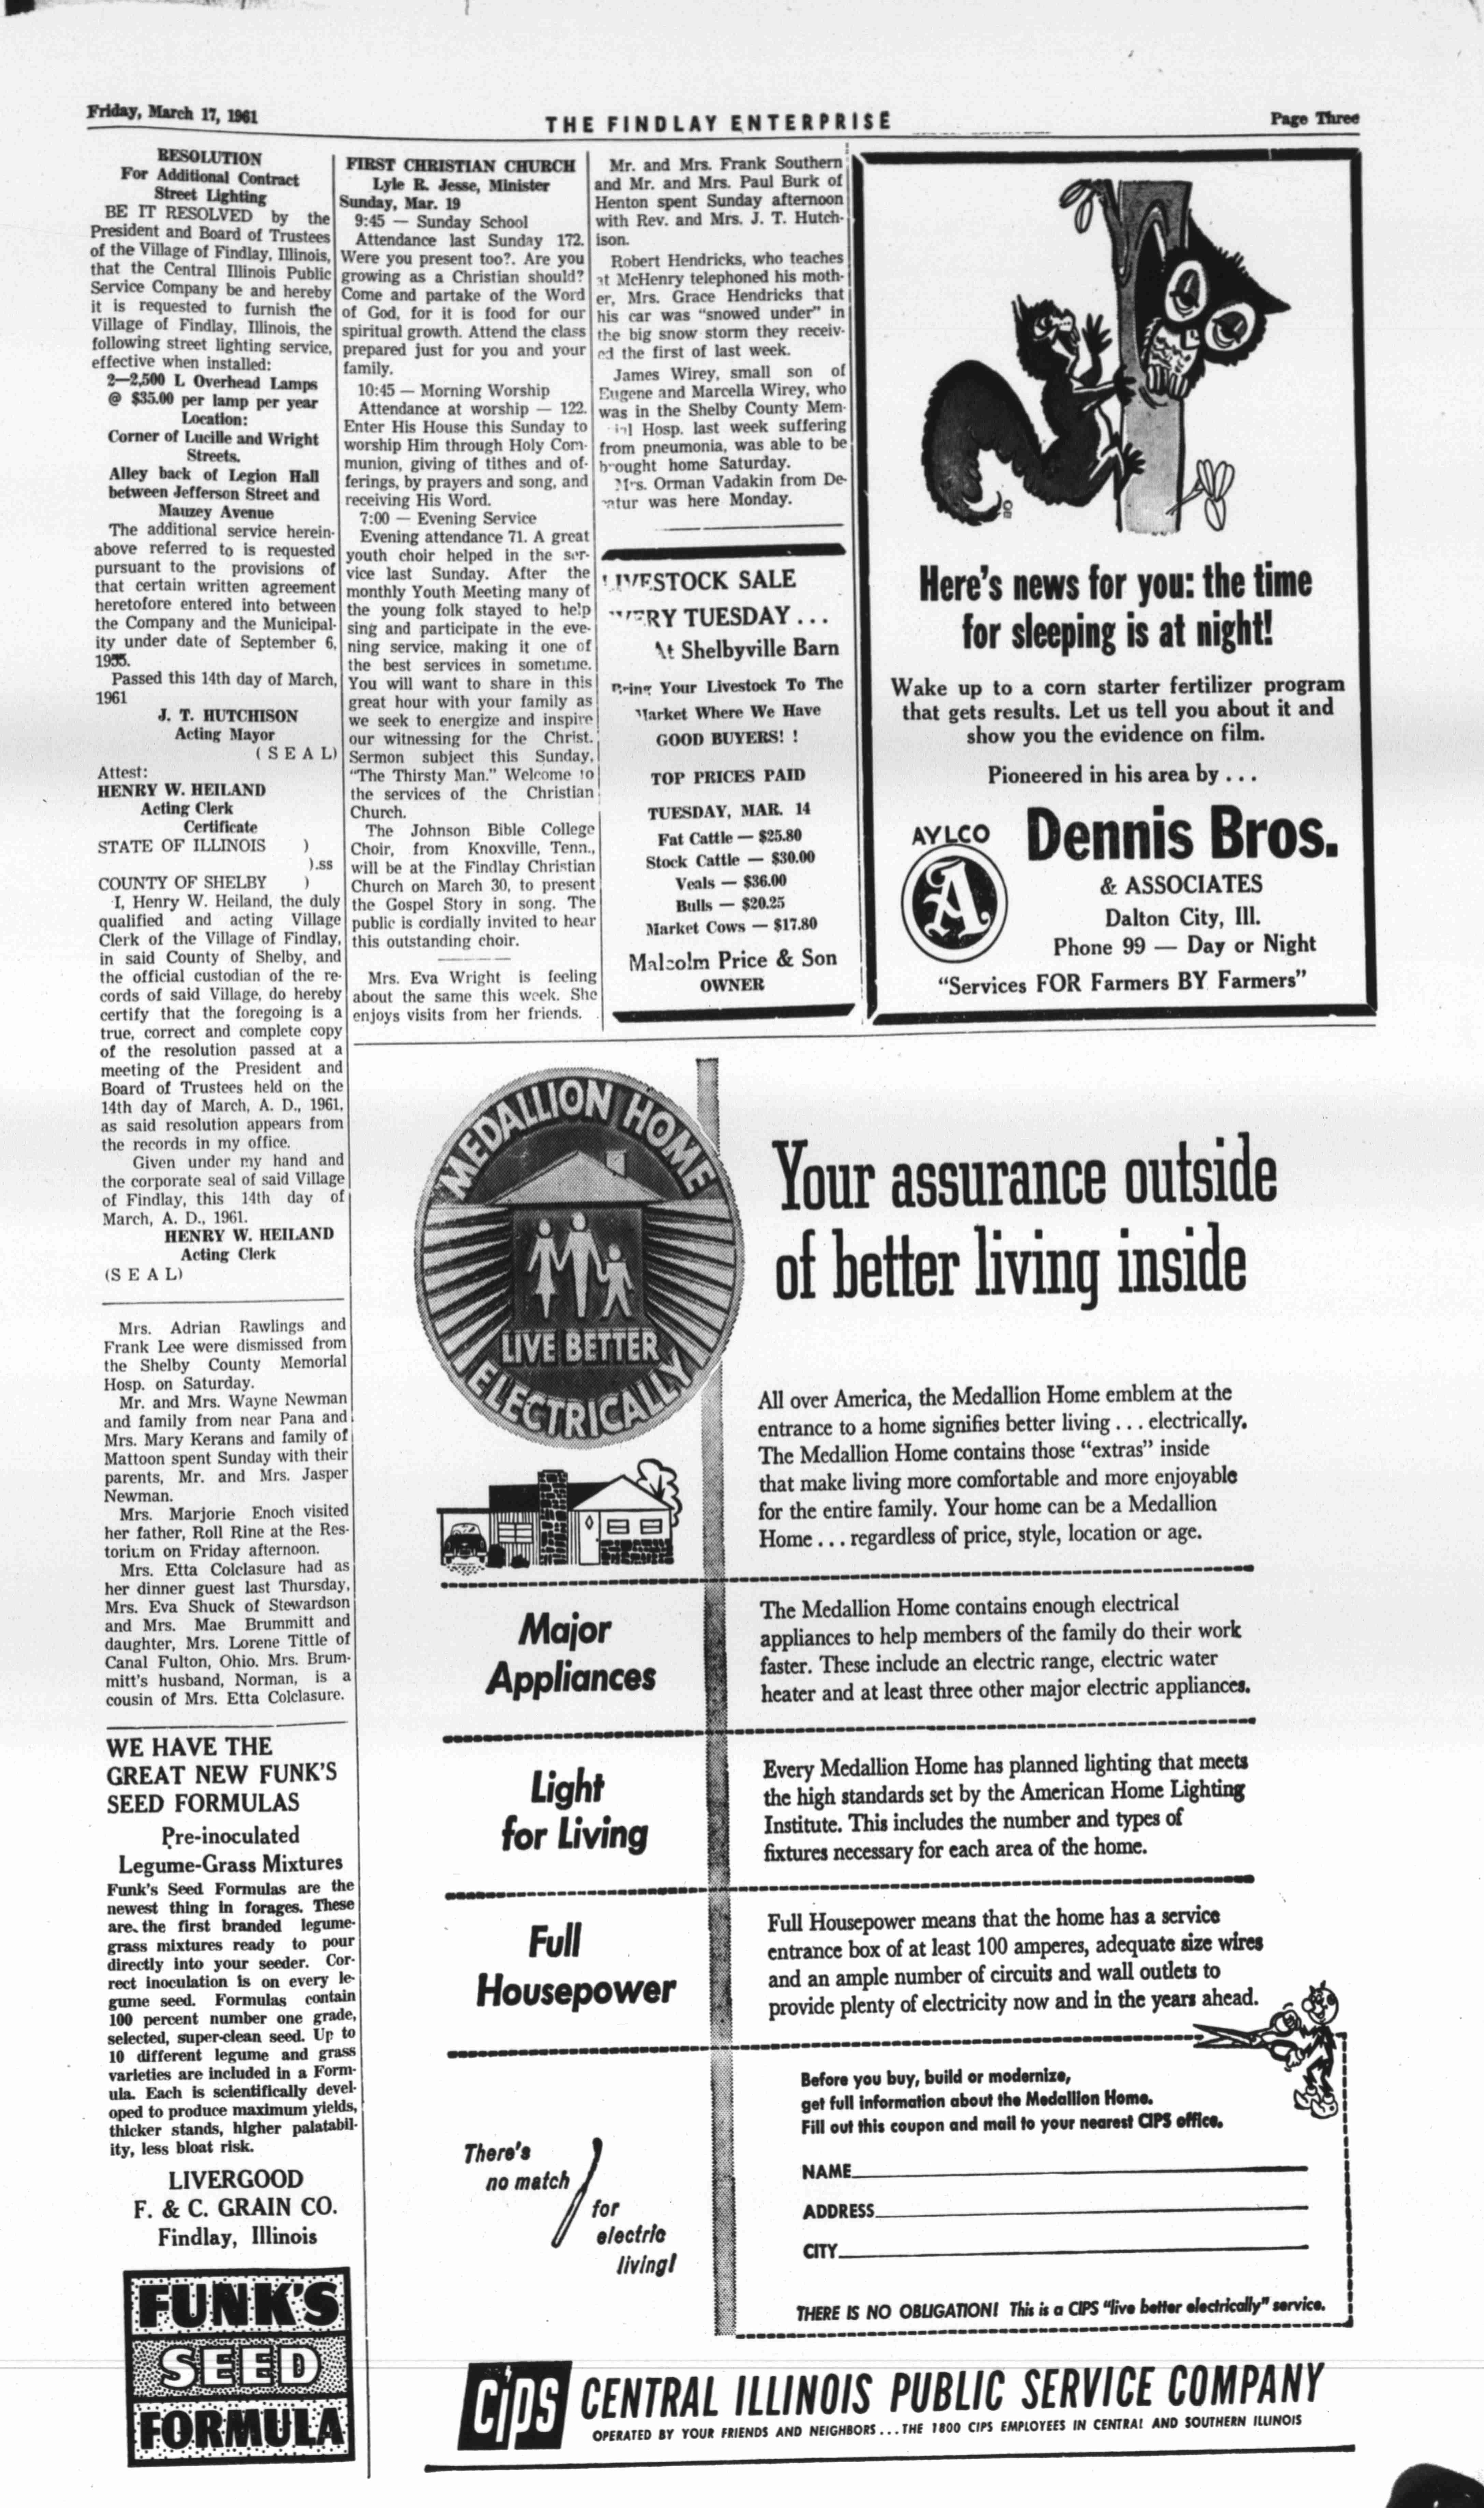 Friday, March 17, 1961
THE FINDLAY ENTERPRISE
Page Three
RESOLUTION
For Additional Contract
Street Lighting
BE IT RESOLVED by the
President and Board of Trustees
of the Village of Findlay, Illinois,
that the Central Illinois Public
Service Company be and hereby
it is requested to furnish the
Village of Findlay, Illinois, the
following street lighting service,
effective when installed:
2—2,500 L Overhead Lamps
@ $35.00 per lamp per year
Location:
Corner of Lucille and Wright
Streets.
Alley back of Legion Hall
between Jefferson Street and
Mauzey Avenue
The additional service herein-
above referred to is requested
pursuant to the provisions of
that certain written agreement
heretofore entered into between
the Company and the Municipal-
ity under date of September 6,
1955.
Passed this 14th day of March,
1961
J. T. HUTCHISON
Acting Mayor
( S E A L)
Attest:
HENRY W. HEILAND
Acting Clerk
Certificate
STATE OF ILLINOIS )
).ss
COUNTY OF SHELBY )
I, Henry W. Heiland, the duly
qualified and acting Village
Clerk of the Village of Findlay,
in said County of Shelby, and
the official custodian of the re-
cords of said Village, do hereby
certify that the foregoing is a
true, correct and complete copy
of the resolution passed at a
meeting of the President and
Board of Trustees held on the
14th day of March, A. D., 1961,
as said resolution appears from
the records in my office.
Given under my hand and
the corporate seal of said Village
of Findlay, this 14th day of
March, A. D., 1961.
HENRY W. HEILAND
Acting Clerk
(S E A L)
Mrs. Adrian Rawlings and
Frank Lee were dismissed from
the Shelby County Memorial
Hosp. on Saturday.
Mr. and Mrs. Wayne Newman
and family from near Pana and
Mrs. Mary Kerans and family of
Mattoon spent Sunday with their
parents, Mr. and Mrs. Jasper
Newman.
Mrs. Marjorie Enoch visited
her father, Roll Rine at the Res-
torium on Friday afternoon.
Mrs. Etta Colclasure had as
her dinner guest last Thursday,
Mrs. Eva Shuck of Stewardson
and Mrs. Mae Brummitt and
daughter, Mrs. Lorene Tittle of
Canal Fulton, Ohio. Mrs. Brum-
mitt's husband, Norman, is a
cousin of Mrs. Etta Colclasure.
WE HAVE THE
GREAT NEW FUNK'S
SEED FORMULAS
Pre-inoculated
Legume-Grass Mixtures
Funk's Seed Formulas are the
newest thing in forages. These
are the first branded legume-
grass mixtures ready to pour
directly into your seeder. Cor-
rect inoculation is on every le-
gume seed. Formulas contain
100 percent number one grade,
selected, super-clean seed. Up to
10 different legume and grass
varieties are included in a Form-
ula. Each is scientifically devel-
oped to produce maximum yields,
thicker stands, higher palatabil-
ity, less bloat risk.
LIVERGOOD
F. & C. GRAIN CO.
Findlay, Illinois
FUNK'S
SEED
FORMULA
FIRST CHRISTIAN CHURCH
Lyle R. Jesse, Minister
Sunday, Mar. 19
9:45 — Sunday School
Attendance last Sunday 172.
Were you present too?. Are you
growing as a Christian should?
Come and partake of the Word
of God, for it is food for our
spiritual growth. Attend the class
prepared just for you and your
family.
10:45 — Morning Worship
Attendance at worship — 122.
Enter His House this Sunday to
worship Him through Holy Com-
munion, giving of tithes and of-
ferings, by prayers and song, and
receiving His Word.
7:00 — Evening Service
Evening attendance 71. A great
youth choir helped in the ser-
vice last Sunday. After the
monthly Youth Meeting many of
the young folk stayed to help
sing and participate in the eve-
ning service, making it one of
the best services in sometime.
You will want to share in this
great hour with your family as
we seek to energize and inspire
our witnessing for the Christ.
Sermon subject this Sunday,
"The Thirsty Man." Welcome to
the services of the Christian
Church.
The Johnson Bible College
Choir, from Knoxville, Tenn.,
will be at the Findlay Christian
Church on March 30, to present
the Gospel Story in song. The
public is cordially invited to hear
this outstanding choir.
Mrs. Eva Wright is feeling
about the same this week. She
enjoys visits from her friends.
Mr. and Mrs. Frank Southern
and Mr. and Mrs. Paul Burk of
Henton spent Sunday afternoon
with Rev. and Mrs. J. T. Hutch-
ison.
Robert Hendricks, who teaches
at McHenry telephoned his moth-
er, Mrs. Grace Hendricks that
his car was "snowed under" in
the big snow storm they receiv-
ed the first of last week.
James Wirey, small son of
Eugene and Marcella Wirey, who
was in the Shelby County Mem-
Hosp. last week suffering
from pneumonia, was able to be
brought home Saturday.
Mrs. Orman Vadakin from De-
catur was here Monday.
LIVESTOCK SALE
EVERY TUESDAY . . .
At Shelbyville Barn
Bring Your Livestock To The
Market Where We Have
GOOD BUYERS! !
TOP PRICES PAID
TUESDAY, MAR. 14
Fat Cattle — $25.80
Stock Cattle — $30.00
Veals — $36.00
Bulls — $20.25
Market Cows — $17.80
Malcolm Price & Son
OWNER
Here's news for you: the time
for sleeping is at night!
Wake up to a corn starter fertilizer program
that gets results. Let us tell you about it and
show you the evidence on film.
Pioneered in his area by . . .
AYLCO
A
Dennis Bros.
& ASSOCIATES
Dalton City, Ill.
Phone 99 — Day or Night
"Services FOR Farmers BY Farmers"
MEDALLION HOME
LIVE BETTER
ELECTRICALLY
Your assurance outside
of better living inside
All over America, the Medallion Home emblem at the
entrance to a home signifies better living . . . electrically.
The Medallion Home contains those "extras" inside
that make living more comfortable and more enjoyable
for the entire family. Your home can be a Medallion
Home . . . regardless of price, style, location or age.
Major
Appliances
The Medallion Home contains enough electrical
appliances to help members of the family do their work
faster. These include an electric range, electric water
heater and at least three other major electric appliances.
Light
for Living
Every Medallion Home has planned lighting that meets
the high standards set by the American Home Lighting
Institute. This includes the number and types of
fixtures necessary for each area of the home.
Full
Housepower
Full Housepower means that the home has a service
entrance box of at least 100 amperes, adequate size wires
and an ample number of circuits and wall outlets to
provide plenty of electricity now and in the years ahead.
There's
no match
for
electric
living!
Before you buy, build or modernize,
get full information about the Medallion Home.
Fill out this coupon and mail to your nearest CIPS office.
NAME
ADDRESS
CITY
THERE IS NO OBLIGATION! This is a CIPS "live better electrically" service.
CIPS
CENTRAL ILLINOIS PUBLIC SERVICE COMPANY
OPERATED BY YOUR FRIENDS AND NEIGHBORS . . . THE 1800 CIPS EMPLOYEES IN CENTRAL AND SOUTHERN ILLINOIS